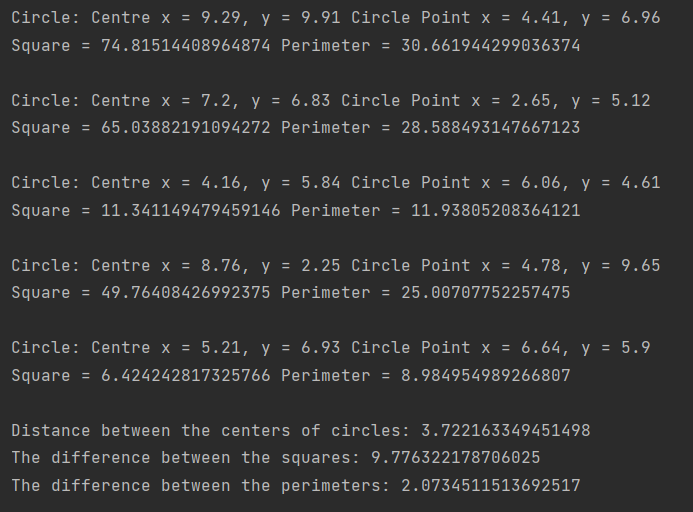 Circle: Centre x = 9.29, y = 9.91 Circle Point x = 4.41, y = 6.96
Square = 74.81514408964874 Perimeter = 30.661944299036374
Circle: Centre x = 7.2, y = 6.83 Circle Point x = 2.65, y = 5.12
Square = 65.03882191094272 Perimeter = 28.588493147667123
Circle: Centre x = 4.16, y = 5.84 Circle Point x = 6.06, y = 4.61
Square = 11.341149479459146 Perimeter = 11.93805208364121
Circle: Centre x = 8.76, y = 2.25 Circle Point x = 4.78, y = 9.65
Square = 49.76408426992375 Perimeter = 25.00707752257475
Circle: Centre x = 5.21, y = 6.93 Circle Point x = 6.64, y = 5.9
Square = 6.424242817325766 Perimeter = 8.984954989266807
Distance between the centers of circles: 3.722163349451498
The difference between the squares: 9.776322178706025
The difference between the perimeters: 2.0734511513692517